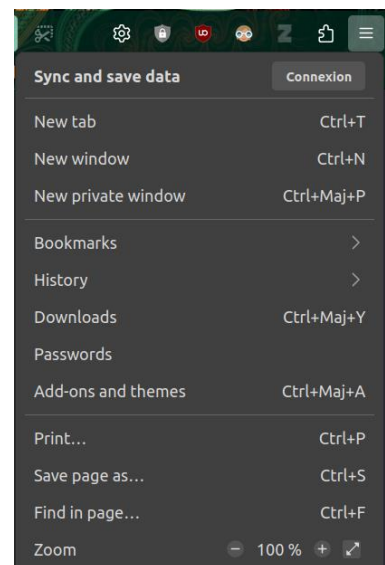 Sync and save data Connexion
New tab Ctrl+T
New window Ctrl+N
New private window Ctrl+Maj+P
Bookmarks
History
Downloads Ctrl+Maj+Y
Passwords
Add-ons and themes Ctrl+Maj+A
Print… Ctrl+P
Save page as… Ctrl+S
Find in page… Ctrl+F
Zoom − 100 % +